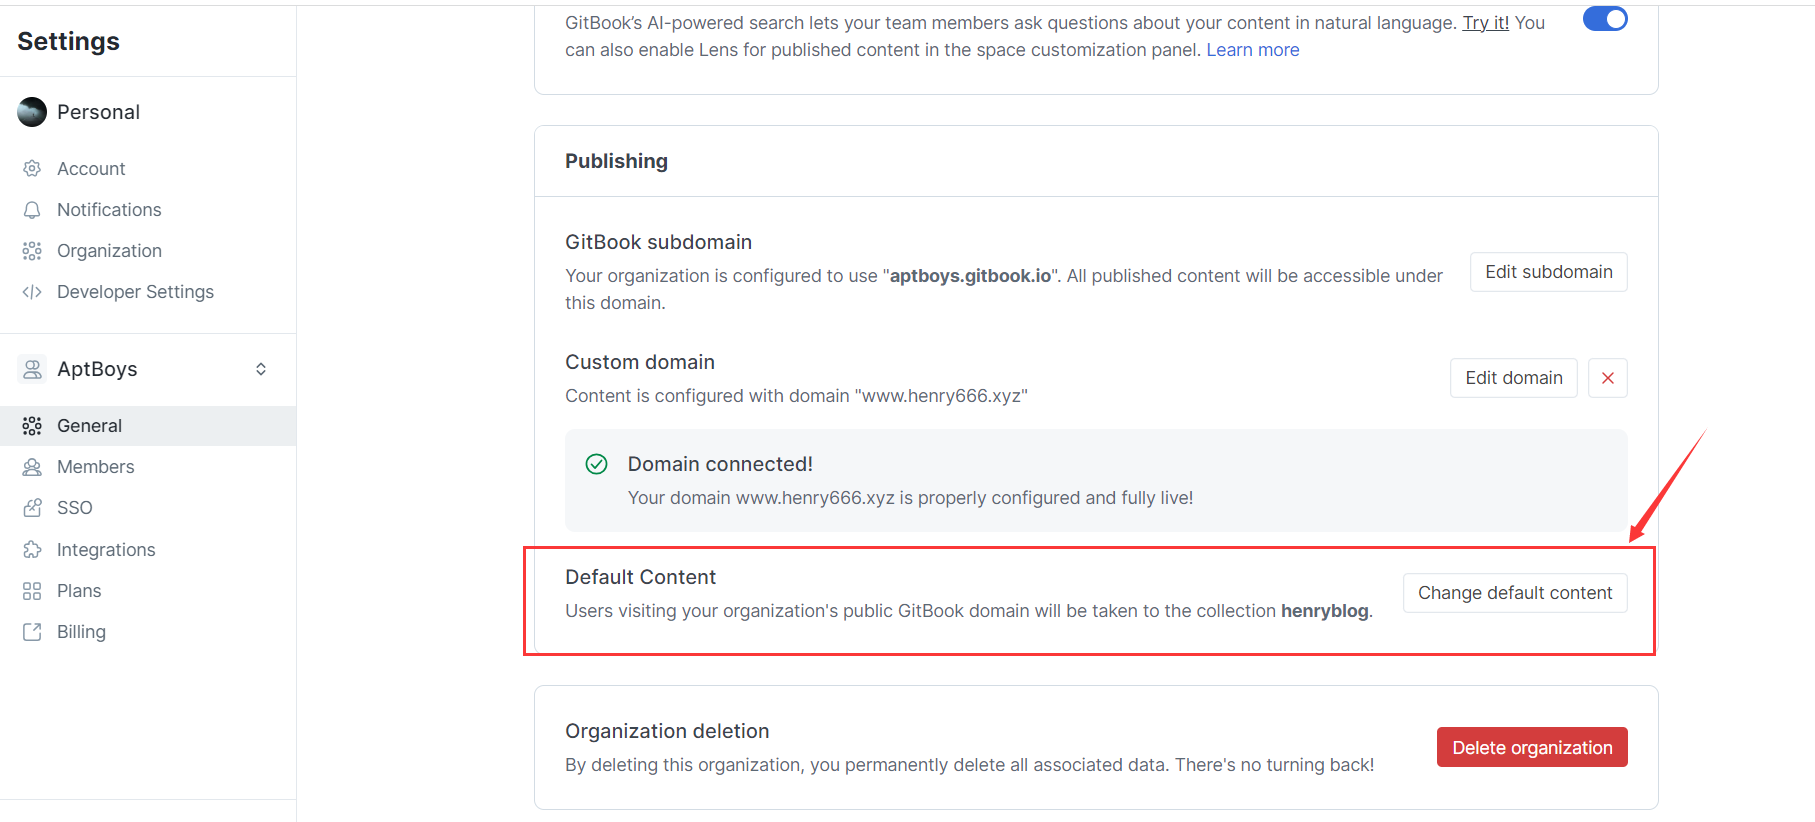 Settings
Personal
Account
Notifications
Organization
Developer Settings
AptBoys
General
Members
SSO
Integrations
Plans
Billing
GitBook’s AI-powered search lets your team members ask questions about your content in natural language. Try it! You
can also enable Lens for published content in the space customization panel. Learn more
Publishing
GitBook subdomain
Your organization is configured to use "aptboys.gitbook.io". All published content will be accessible under
this domain.
Edit subdomain
Custom domain
Content is configured with domain "www.henry666.xyz"
Edit domain
Domain connected!
Your domain www.henry666.xyz is properly configured and fully live!
Default Content
Users visiting your organization's public GitBook domain will be taken to the collection henryblog.
Change default content
Organization deletion
By deleting this organization, you permanently delete all associated data. There's no turning back!
Delete organization